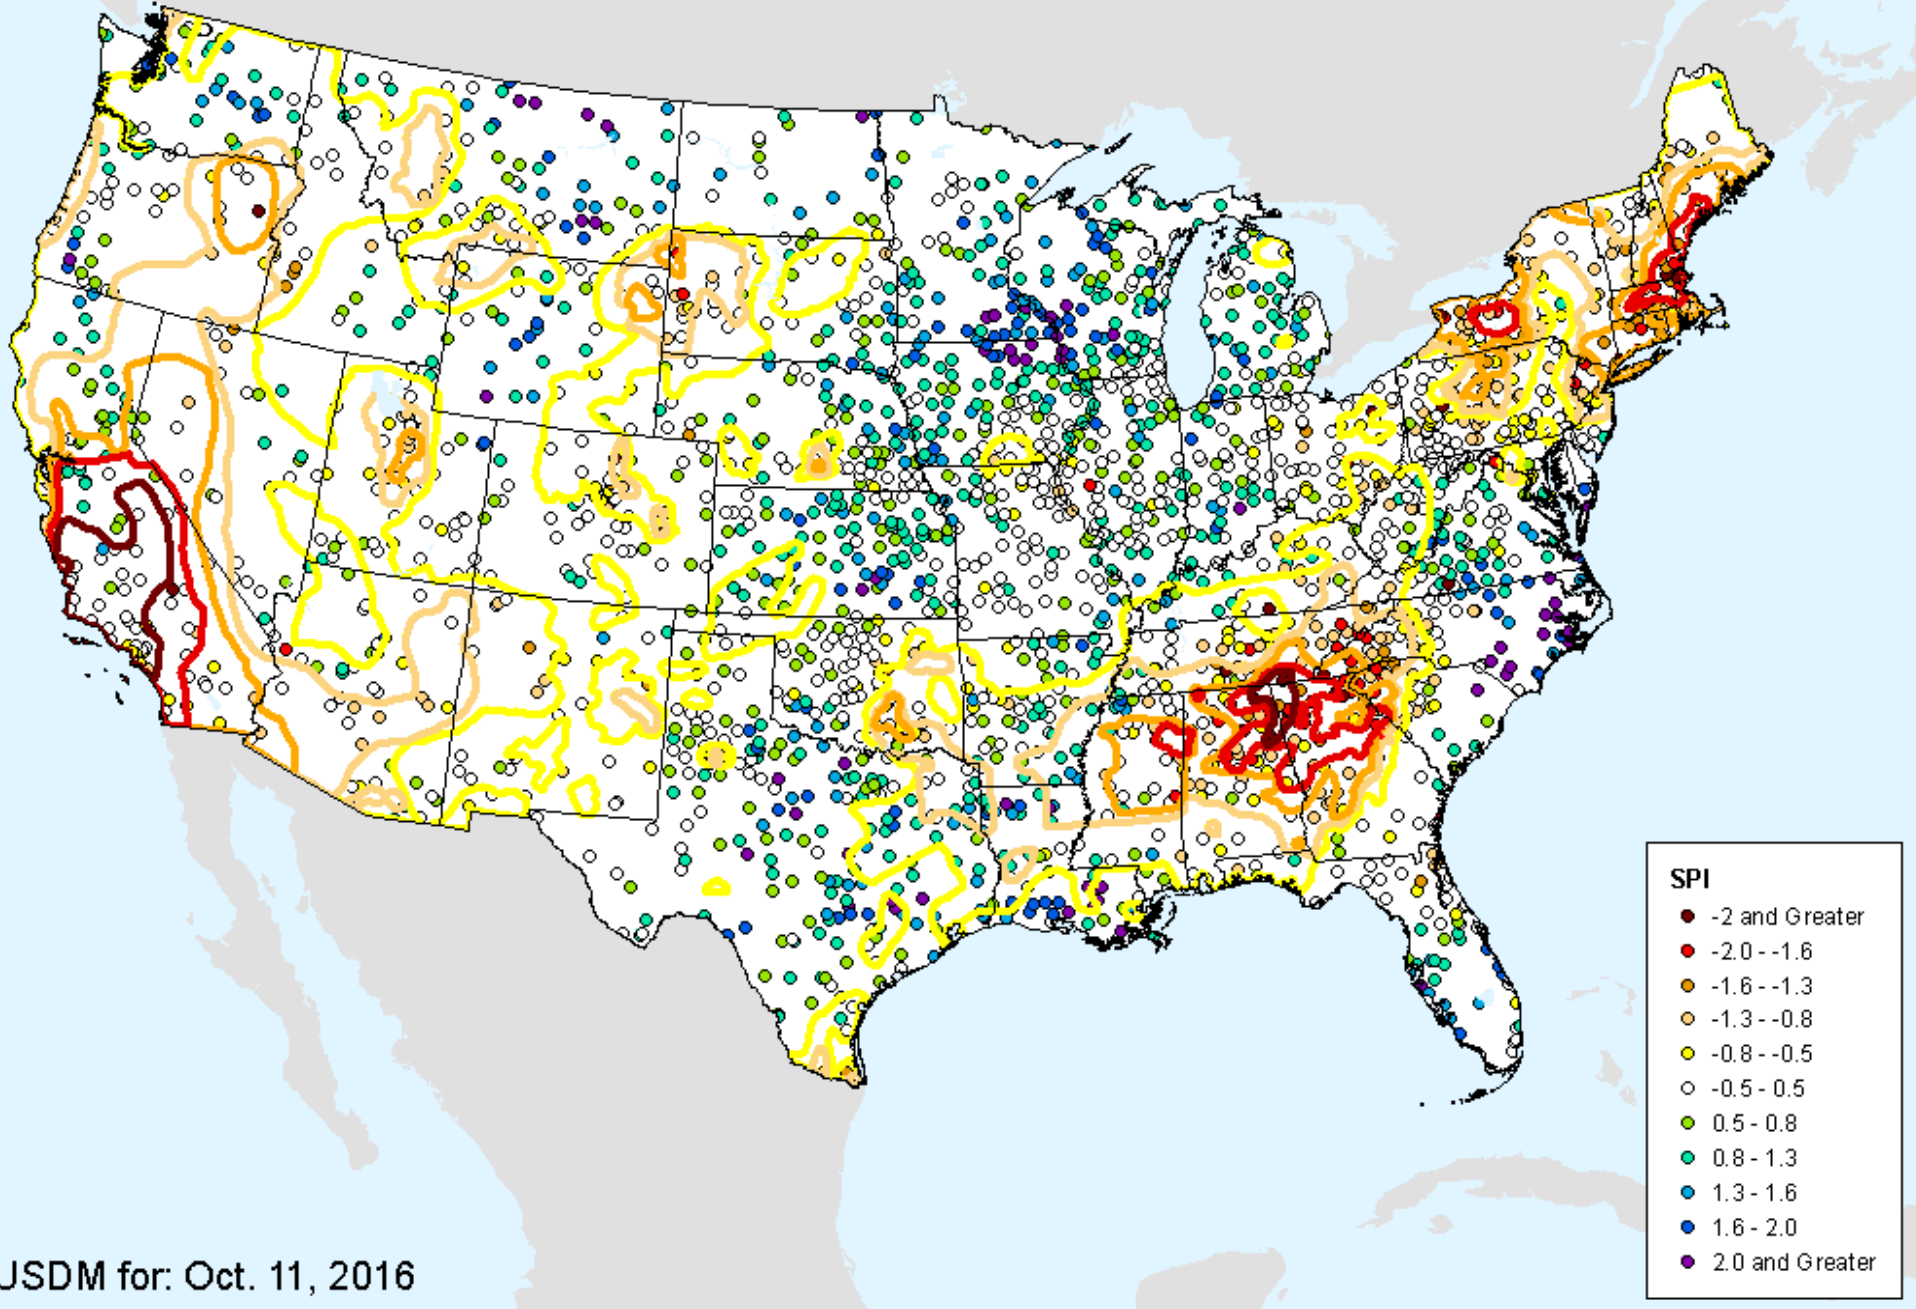 SPI
-2 and Greater
-2.0 - -1.6
-1.6 - -1.3
-1.3 - -0.8
-0.8 - -0.5
-0.5 - 0.5
0.5 - 0.8
0.8 - 1.3
1.3 - 1.6
1.6 - 2.0
2.0 and Greater
USDM for: Oct. 11, 2016